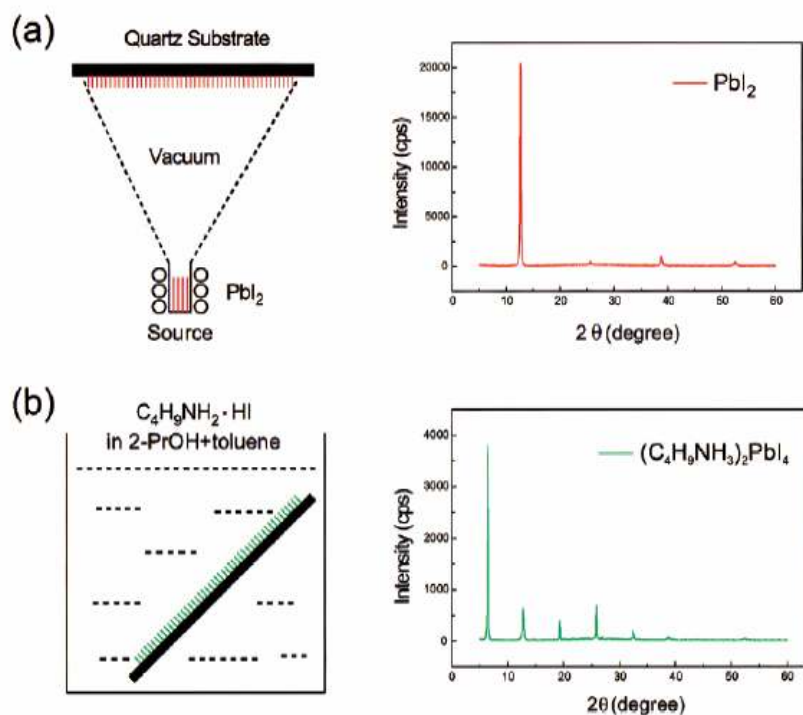 (a)
Quartz Substrate
Vacuum
PbI₂
Source
PbI₂
Intensity (cps)
20000
15000
10000
5000
0
0 10 20 30 40 50 60
2 θ (degree)
(b)
C₄H₉NH₂ · HI
in 2-PrOH+toluene
(C₄H₉NH₃)₂PbI₄
Intensity (cps)
4000
3000
2000
1000
0
0 10 20 30 40 50 60
2θ (degree)